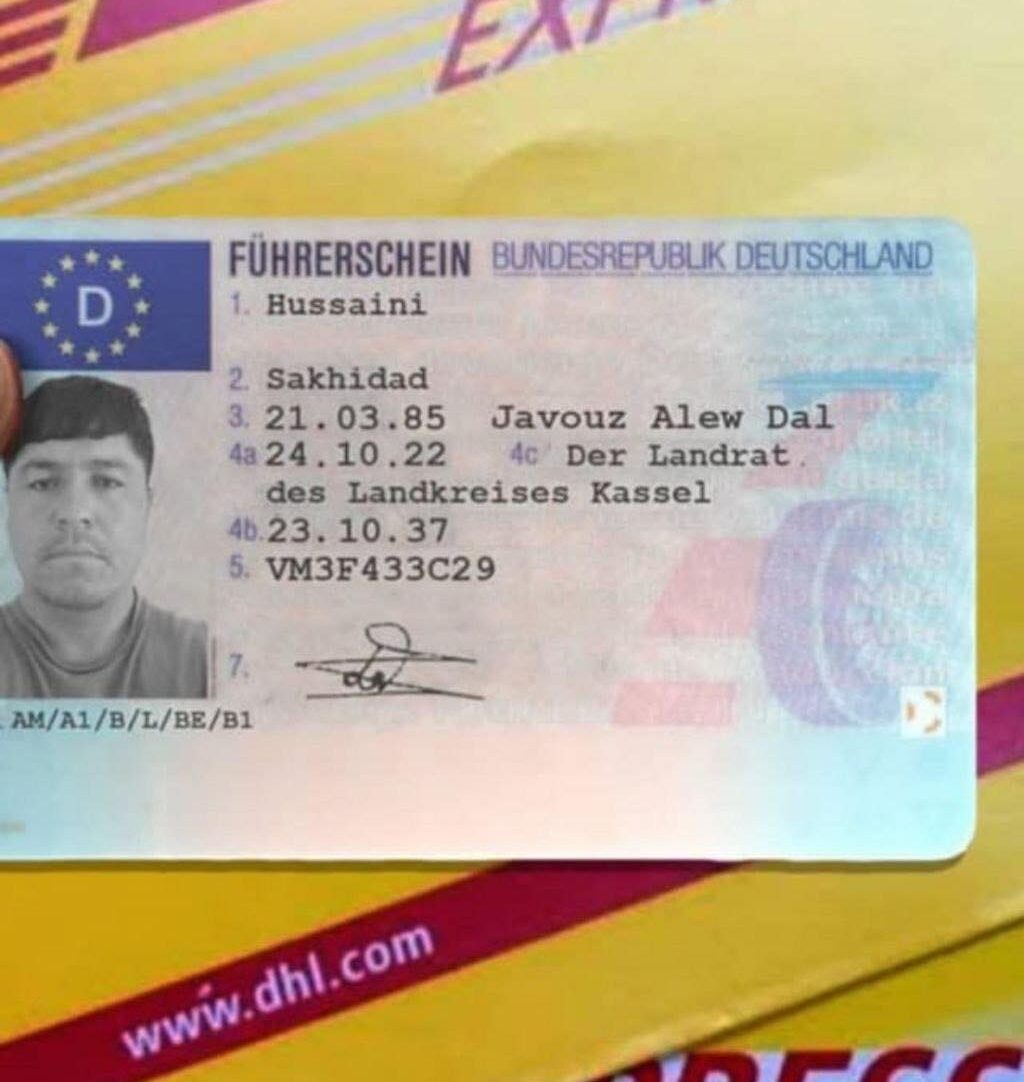 FÜHRERSCHEIN BUNDESREPUBLIK DEUTSCHLAND
D
1. Hussaini
2. Sakhidad
3. 21.03.85 Javouz Alew Dal
4a 24.10.22 4c Der Landrat
des Landkreises Kassel
4b. 23.10.37
5. VM3F433C29
7.
AM/A1/B/L/BE/B1
www.dhl.com